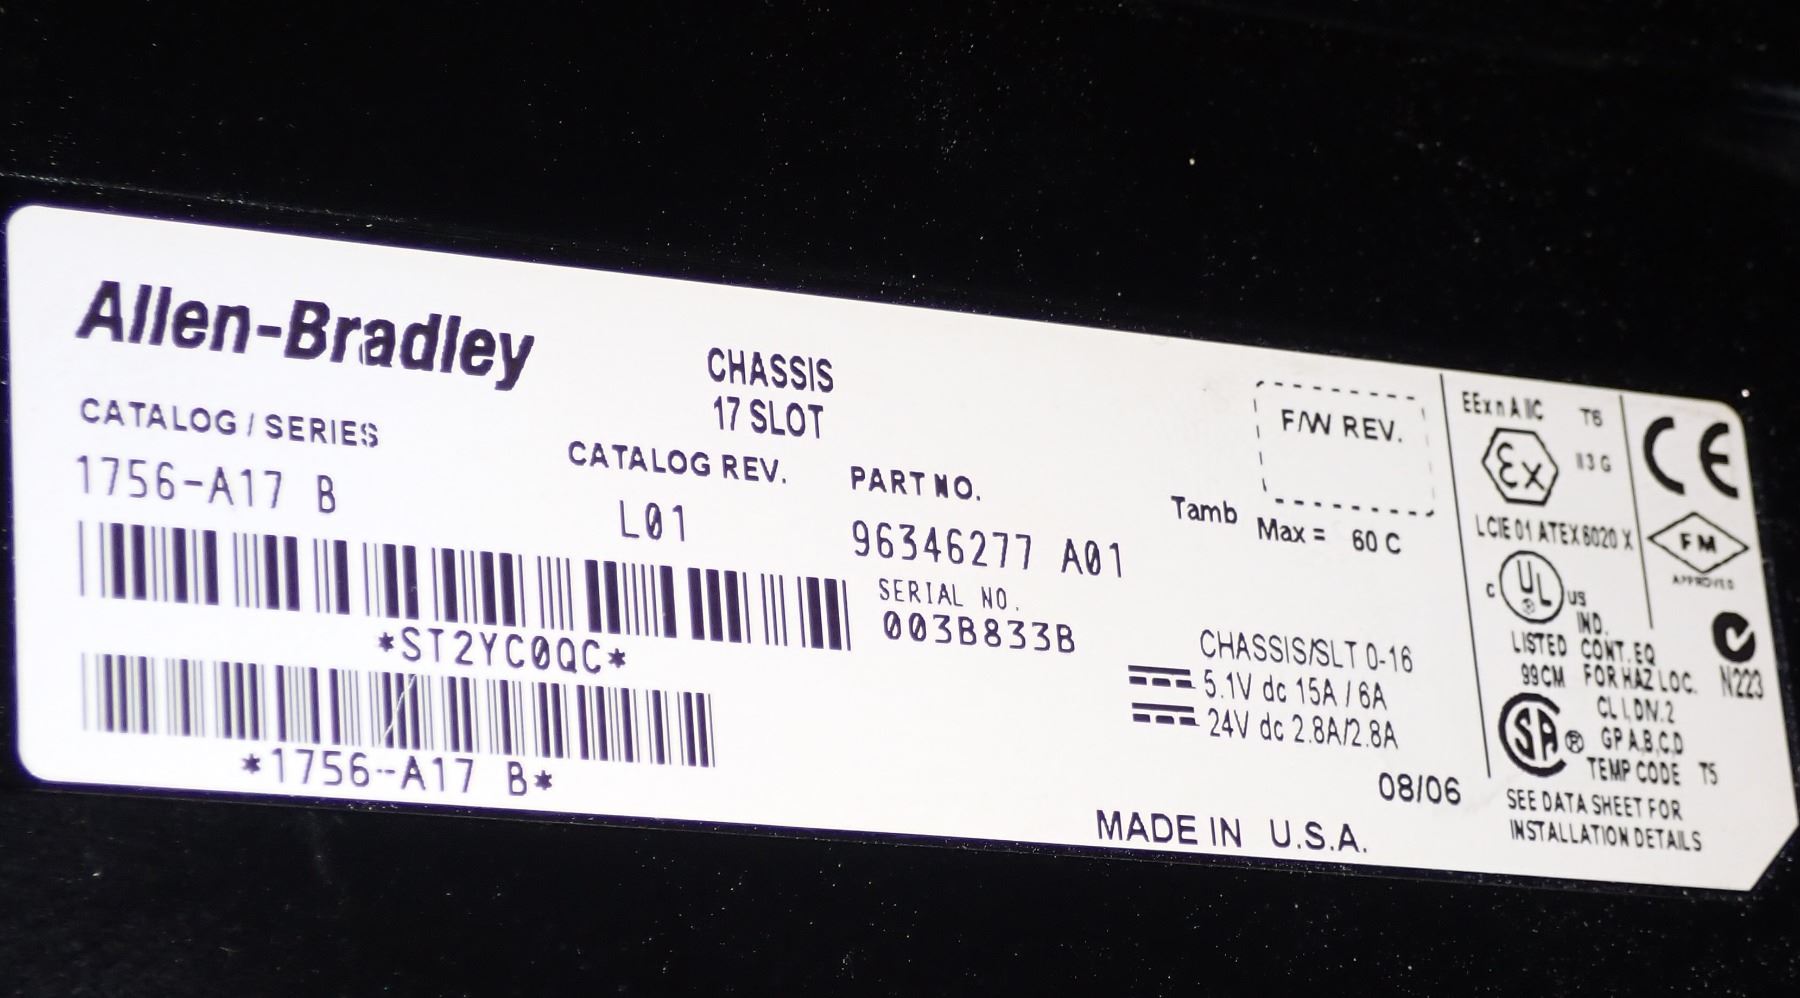 Allen-Bradley
CHASSIS
17 SLOT
CATALOG / SERIES
1756-A17 B
CATALOG REV.
L01
PART NO.
96346277 A01
SERIAL NO.
003B833B
*ST2YC0QC*
*1756-A17 B*
F/W REV.
Tamb Max = 60 C
CHASSIS/SLT 0-16
5.1V dc 15A / 6A
24V dc 2.8A/2.8A
08/06
MADE IN U.S.A.
EEx n A IIC T6
Ex II 3 G
LCIE 01 ATEX 6020 X
CE
FM
APPROVED
C UL ® US
LISTED
99CM
IND.
CONT. EQ
FOR HAZ LOC.
CL I, DIV. 2
GP A,B,C,D
TEMP CODE T5
SA ®
N223
SEE DATA SHEET FOR
INSTALLATION DETAILS